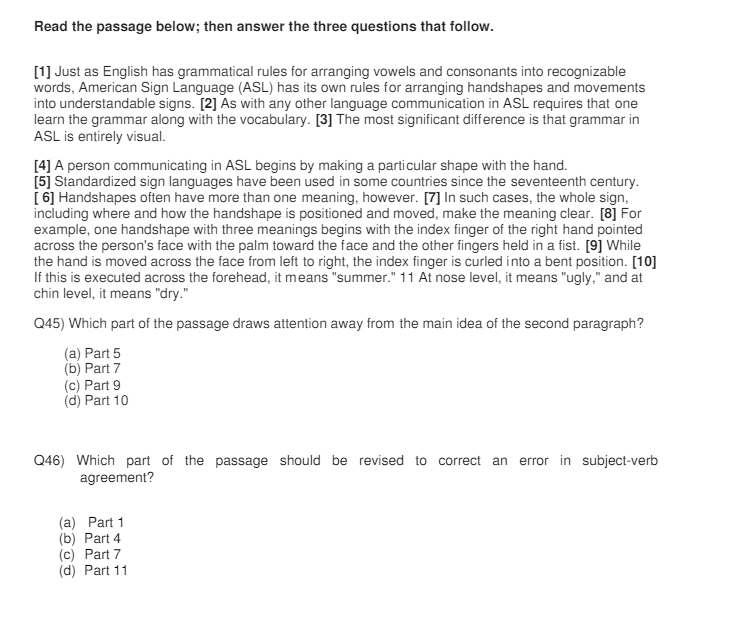 Read the passage below; then answer the three questions that follow.
[1] Just as English has grammatical rules for arranging vowels and consonants into recognizable
words, American Sign Language (ASL) has its own rules for arranging handshapes and movements
into understandable signs. [2] As with any other language communication in ASL requires that one
learn the grammar along with the vocabulary. [3] The most significant difference is that grammar in
ASL is entirely visual.
[4] A person communicating in ASL begins by making a particular shape with the hand.
[5] Standardized sign languages have been used in some countries since the seventeenth century.
[ 6] Handshapes often have more than one meaning, however. [7] In such cases, the whole sign,
including where and how the handshape is positioned and moved, make the meaning clear. [8] For
example, one handshape with three meanings begins with the index finger of the right hand pointed
across the person's face with the palm toward the face and the other fingers held in a fist. [9] While
the hand is moved across the face from left to right, the index finger is curled into a bent position. [10]
If this is executed across the forehead, it means "summer." 11 At nose level, it means "ugly," and at
chin level, it means "dry."
Q45) Which part of the passage draws attention away from the main idea of the second paragraph?
(a) Part 5
(b) Part 7
(c) Part 9
(d) Part 10
Q46) Which part of the passage should be revised to correct an error in subject-verb
agreement?
(a) Part 1
(b) Part 4
(c) Part 7
(d) Part 11